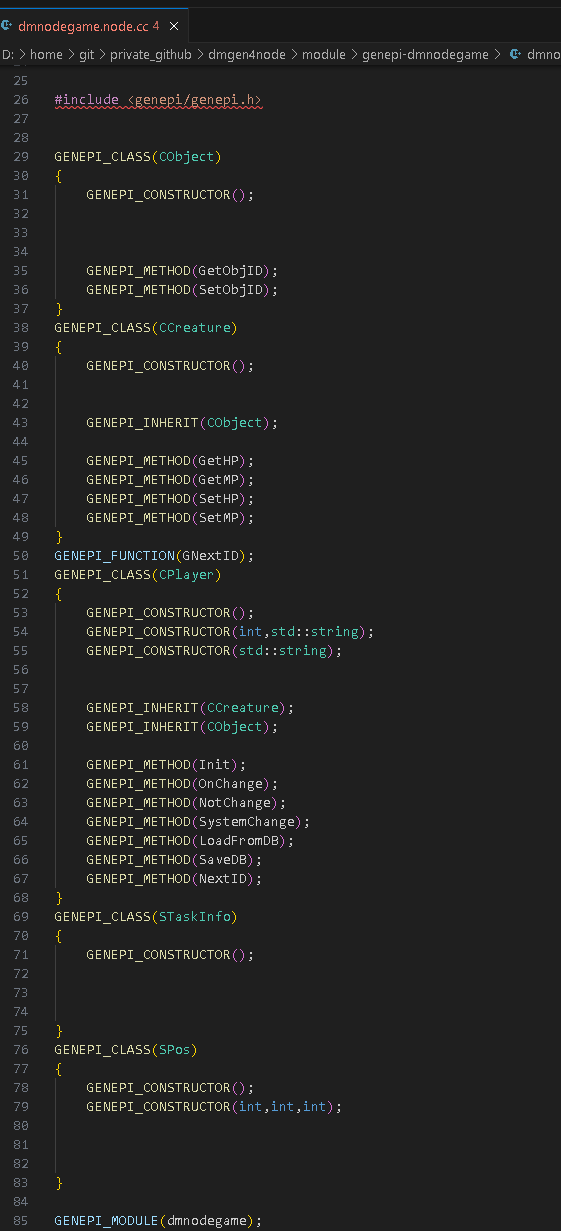 dmnodegame.node.cc 4 ×
D: > home > git > private_github > dmgen4node > module > genepi-dmnodegame > dmno
25
26 #include <genepi/genepi.h>
27
28
29 GENEPI_CLASS(CObject)
30 {
31     GENEPI_CONSTRUCTOR();
32
33
34
35     GENEPI_METHOD(GetObjID);
36     GENEPI_METHOD(SetObjID);
37 }
38 GENEPI_CLASS(CCreature)
39 {
40     GENEPI_CONSTRUCTOR();
41
42
43     GENEPI_INHERIT(CObject);
44
45     GENEPI_METHOD(GetHP);
46     GENEPI_METHOD(GetMP);
47     GENEPI_METHOD(SetHP);
48     GENEPI_METHOD(SetMP);
49 }
50 GENEPI_FUNCTION(GNextID);
51 GENEPI_CLASS(CPlayer)
52 {
53     GENEPI_CONSTRUCTOR();
54     GENEPI_CONSTRUCTOR(int,std::string);
55     GENEPI_CONSTRUCTOR(std::string);
56
57
58     GENEPI_INHERIT(CCreature);
59     GENEPI_INHERIT(CObject);
60
61     GENEPI_METHOD(Init);
62     GENEPI_METHOD(OnChange);
63     GENEPI_METHOD(NotChange);
64     GENEPI_METHOD(SystemChange);
65     GENEPI_METHOD(LoadFromDB);
66     GENEPI_METHOD(SaveDB);
67     GENEPI_METHOD(NextID);
68 }
69 GENEPI_CLASS(STaskInfo)
70 {
71     GENEPI_CONSTRUCTOR();
72
73
74
75 }
76 GENEPI_CLASS(SPos)
77 {
78     GENEPI_CONSTRUCTOR();
79     GENEPI_CONSTRUCTOR(int,int,int);
80
81
82
83 }
84
85 GENEPI_MODULE(dmnodegame);